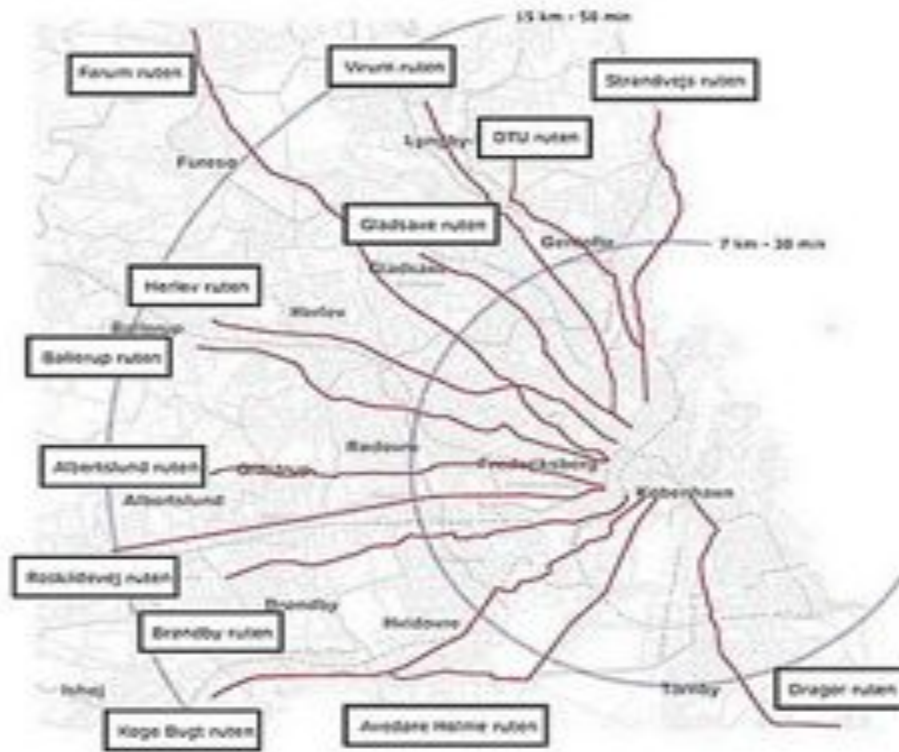 15 km - 50 min
Farum ruten
Virum ruten
Strandvejs ruten
Lyngby
DTU ruten
Furesø
Gladsaxe ruten
Gentofte
7 km - 30 min
Gladsaxe
Herlev ruten
Herlev
Ballerup
Ballerup ruten
Rødovre
Albertslund ruten
Glostrup
Frederiksberg
Albertslund
København
Roskildevej ruten
Brøndby
Brøndby ruten
Hvidovre
Ishøj
Tårnby
Dragør ruten
Køge Bugt ruten
Avedøre Holme ruten